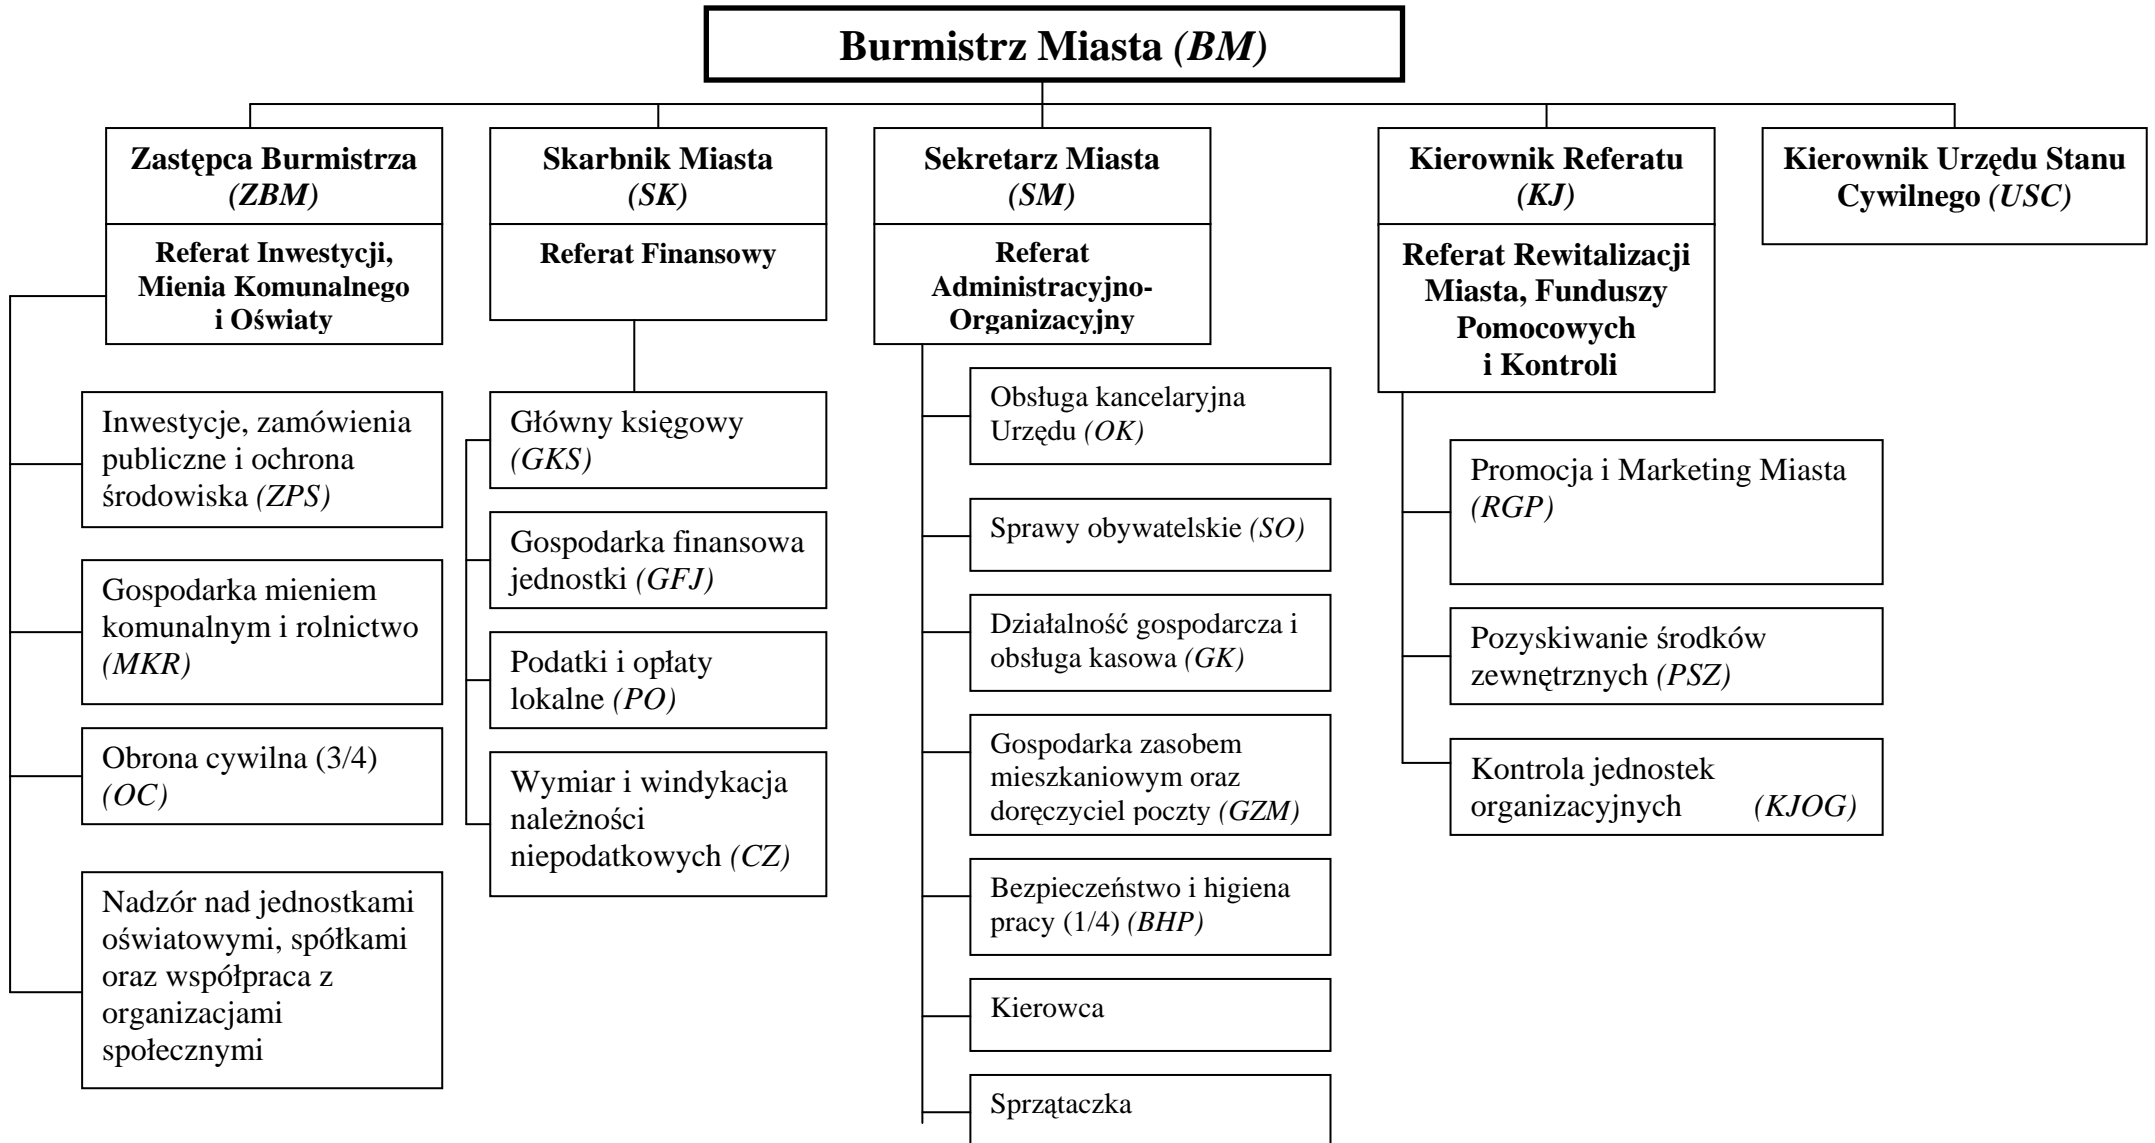 Burmistrz Miasta (BM)
Zastępca Burmistrza
(ZBM)
Referat Inwestycji,
Mienia Komunalnego
i Oświaty
Inwestycje, zamówienia
publiczne i ochrona
środowiska (ZPS)
Gospodarka mieniem
komunalnym i rolnictwo
(MKR)
Obrona cywilna (3/4)
(OC)
Nadzór nad jednostkami
oświatowymi, spółkami
oraz współpraca z
organizacjami
społecznymi
Skarbnik Miasta
(SK)
Referat Finansowy
Główny księgowy
(GKS)
Gospodarka finansowa
jednostki (GFJ)
Podatki i opłaty
lokalne (PO)
Wymiar i windykacja
należności
niepodatkowych (CZ)
Sekretarz Miasta
(SM)
Referat
Administracyjno-
Organizacyjny
Obsługa kancelaryjna
Urzędu (OK)
Sprawy obywatelskie (SO)
Działalność gospodarcza i
obsługa kasowa (GK)
Gospodarka zasobem
mieszkaniowym oraz
doręczyciel poczty (GZM)
Bezpieczeństwo i higiena
pracy (1/4) (BHP)
Kierowca
Sprzątaczka
Kierownik Referatu
(KJ)
Referat Rewitalizacji
Miasta, Funduszy
Pomocowych
i Kontroli
Promocja i Marketing Miasta
(RGP)
Pozyskiwanie środków
zewnętrznych (PSZ)
Kontrola jednostek
organizacyjnych (KJOG)
Kierownik Urzędu Stanu
Cywilnego (USC)